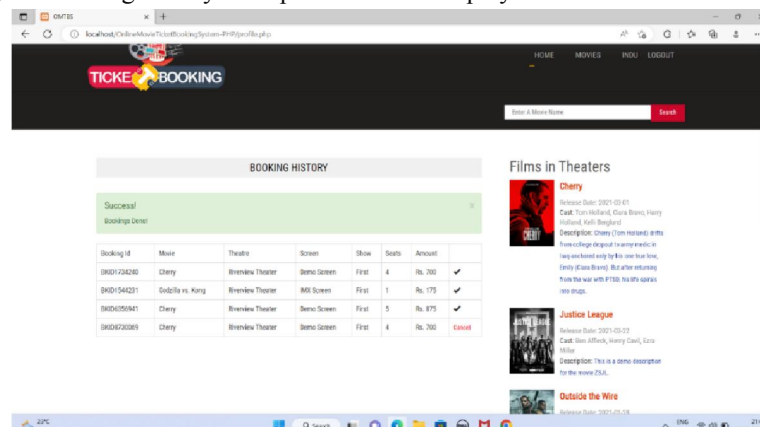 OMTBS
localhost/OnlineMovieTicketBookingSystem-PHP/profile.php
TICKE BOOKING
HOME MOVIES INDU LOGOUT
Enter A Movie Name Search
BOOKING HISTORY
Success!
Bookings Done!
Booking Id Movie Theatre Screen Show Seats Amount
BKID1734240 Cherry Riverview Theater Demo Screen First 4 Rs. 700 ✔
BKID1544231 Godzilla vs. Kong Riverview Theater IMX Screen First 1 Rs. 175 ✔
BKID6356941 Cherry Riverview Theater Demo Screen First 5 Rs. 875 ✔
BKID8730069 Cherry Riverview Theater Demo Screen First 4 Rs. 700 Cancel
Films in Theaters
CHERRY
Cherry
Release Date: 2021-03-01
Cast: Tom Holland, Ciara Bravo, Harry
Holland, Kelli Berglund
Description: Cherry (Tom Holland) drifts
from college dropout to army medic in
Iraq-anchored only by his one true love,
Emily (Ciara Bravo). But after returning
from the war with PTSD, his life spirals
into drugs.
JUSTICE LEAGUE
Justice League
Cast: Ben Affleck, Henry Cavil, Ezra
Miller
Description: This is a demo description
for the movie ZSJL.
Outside the Wire
22°C
Search
ENG